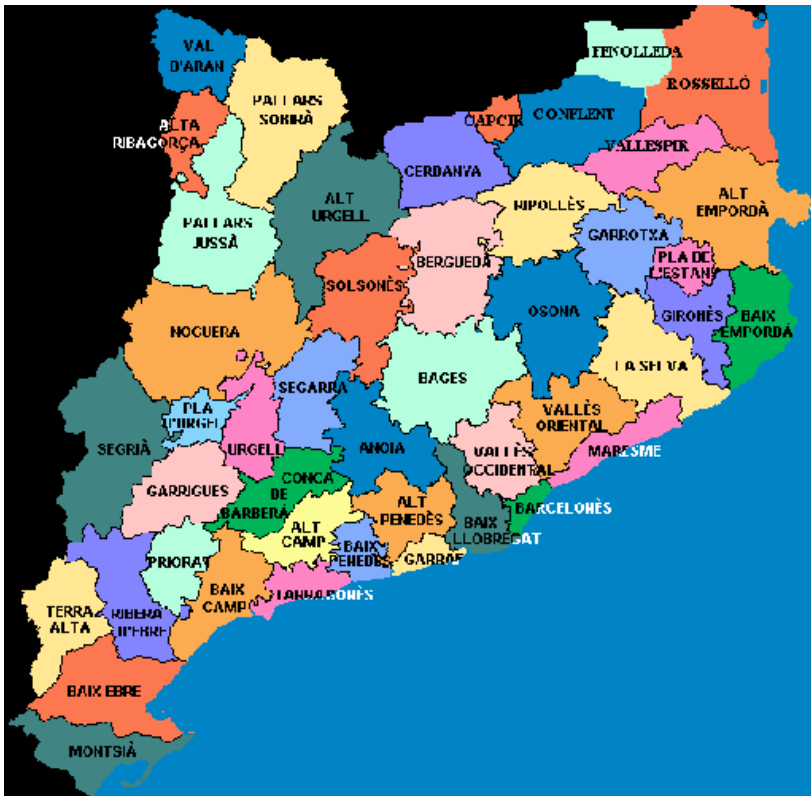 VAL
D'ARAN
PALLARS
SOBIRÀ
ALTA
RIBAGORÇA
FENOLLEDA
ROSSELLÓ
CAPCIR
CONFLENT
VALLESPIR
CERDANYA
ALT
URGELL
RIPOLLÈS
ALT
EMPORDÀ
PALLARS
JUSSÀ
GARROTXA
PLA DE
L'ESTANY
BERGUEDÀ
SOLSONÈS
OSONA
GIRONÈS
BAIX
EMPORDÀ
NOGUERA
LA SELVA
BAGES
SEGARRA
PLA
D'URGELL
VALLÈS
ORIENTAL
SEGRIÀ
URGELL
ANOIA
VALLÈS
OCCIDENTAL
MARESME
GARRIGUES
CONCA
DE
BARBERÀ
ALT
PENEDÈS
BARCELONÈS
ALT
CAMP
BAIX
LLOBREGAT
BAIX
PENEDÈS
GARRAF
PRIORAT
BAIX
CAMP
TARRAGONÈS
TERRA
ALTA
RIBERA
D'EBRE
BAIX EBRE
MONTSIÀ